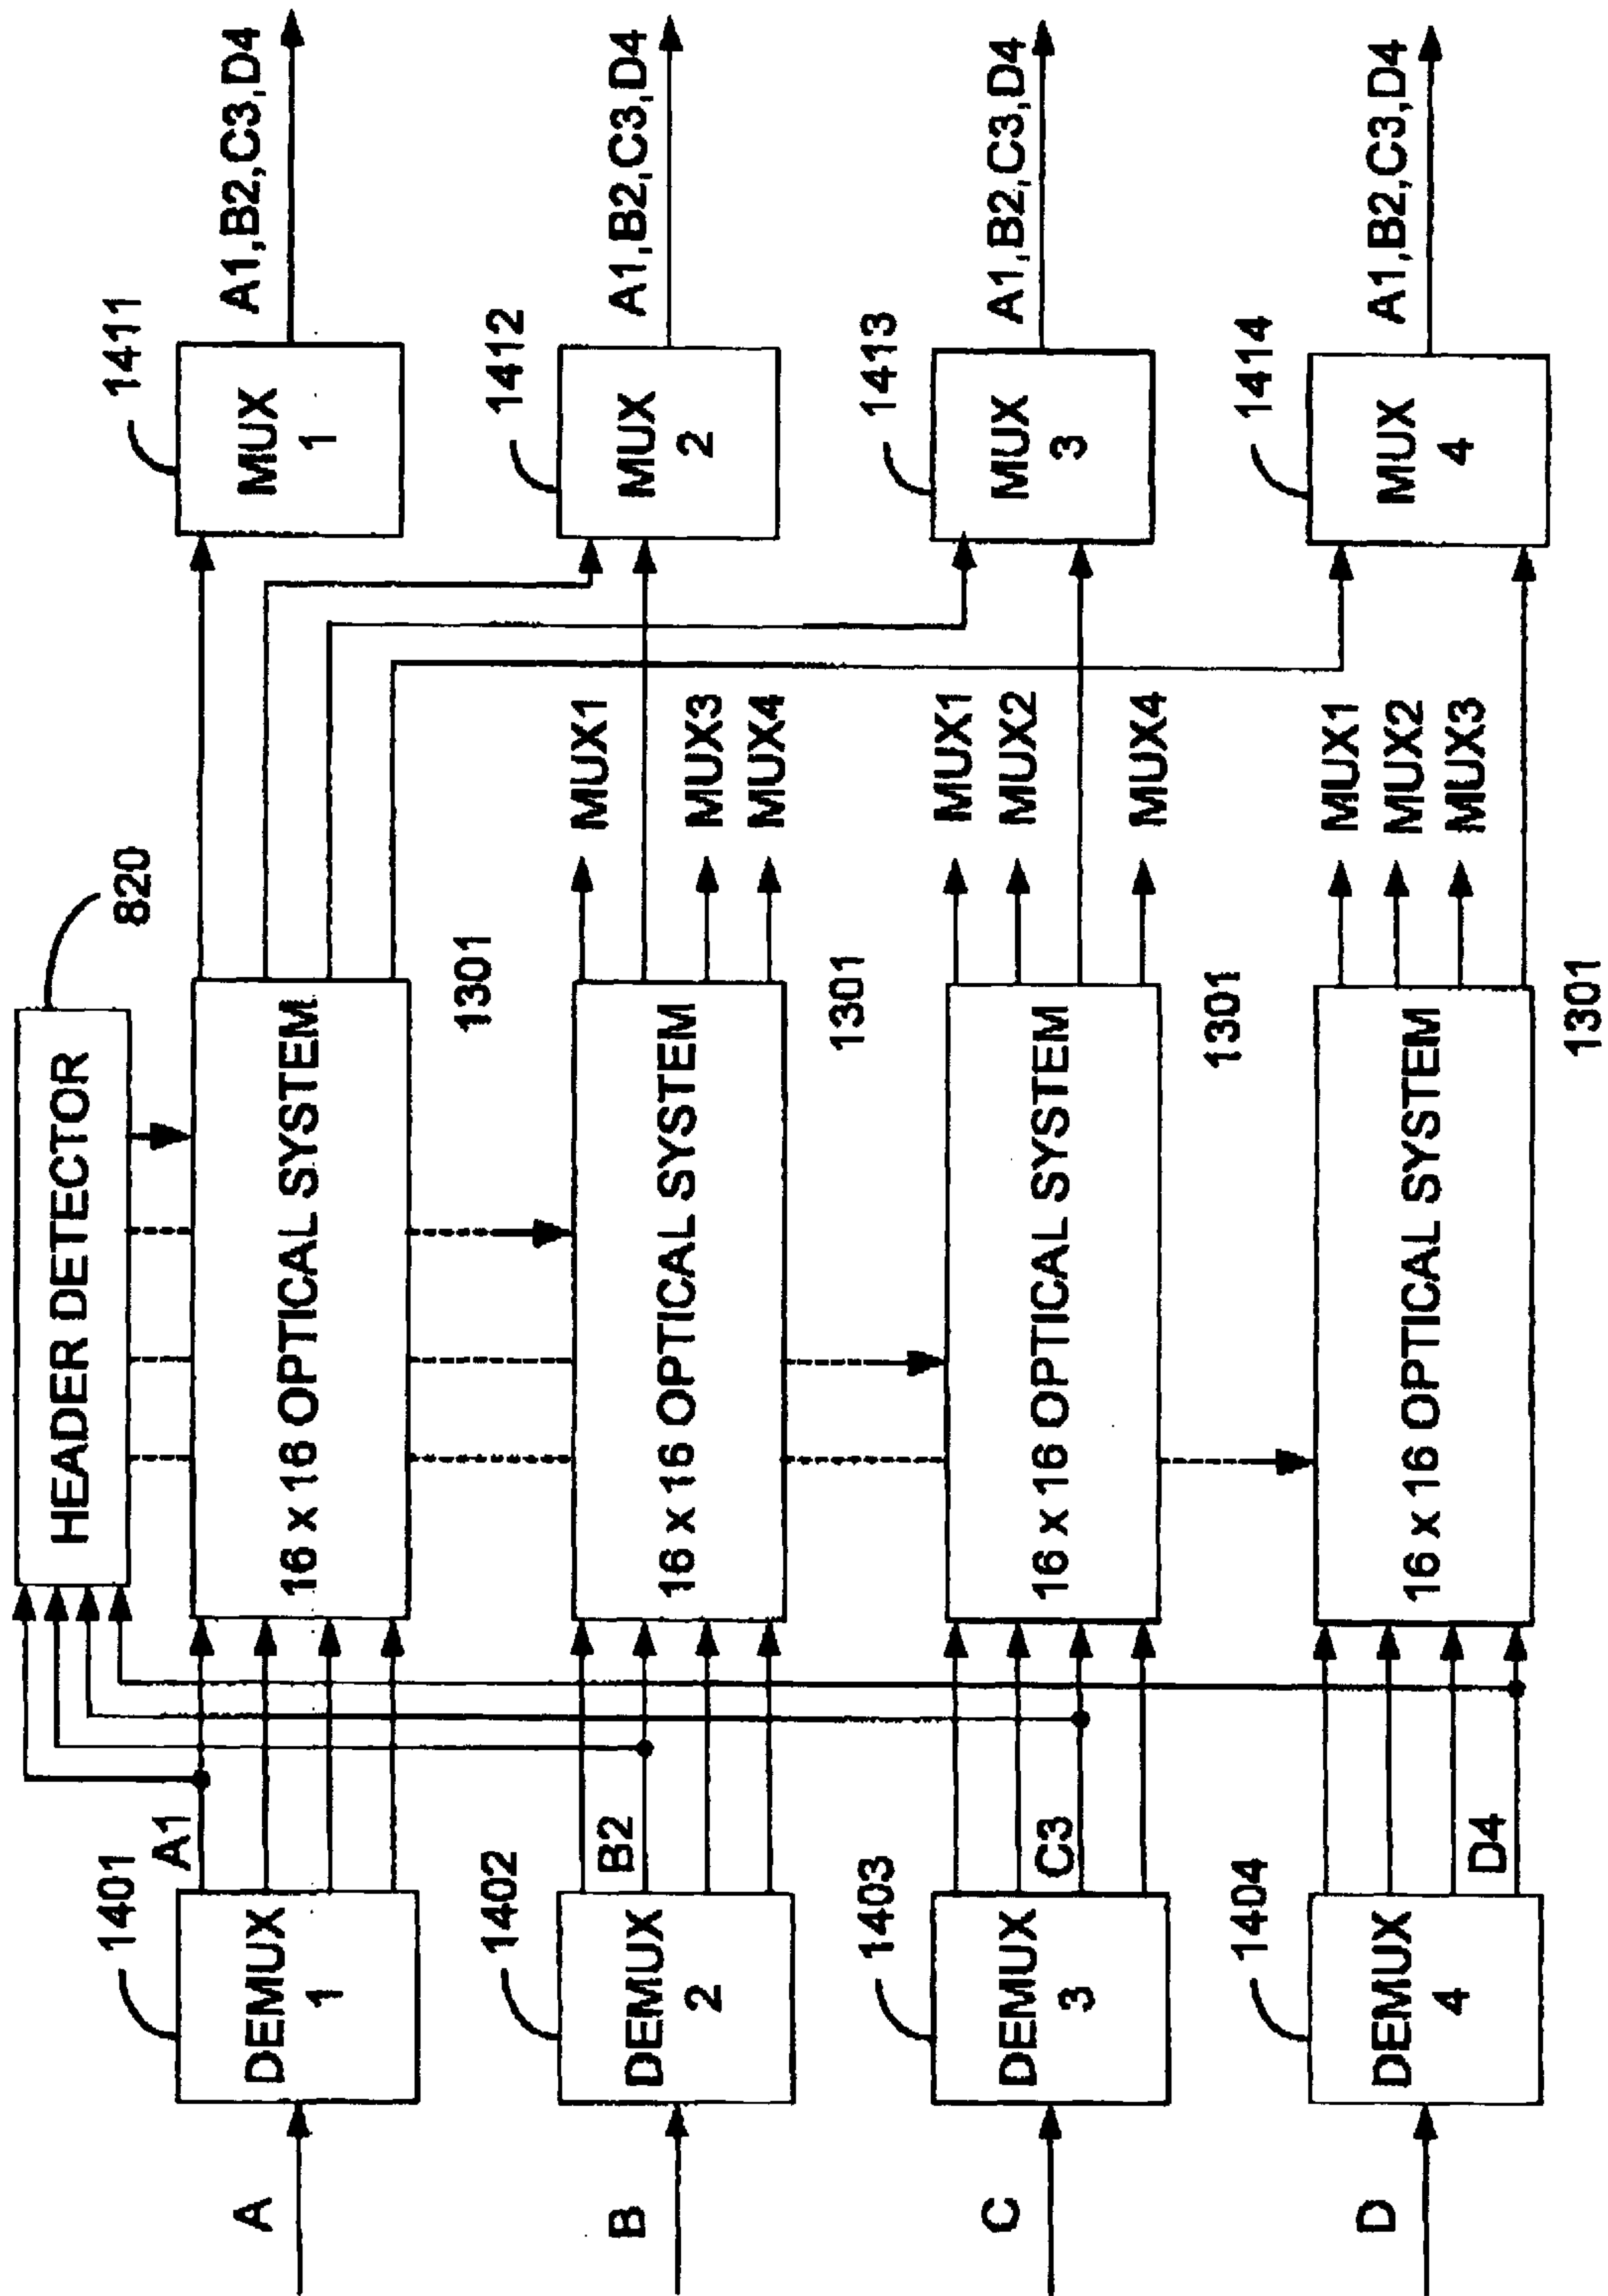 HEADER DETECTOR
820
A
1401
DEMUX
1
A1
16 x 16 OPTICAL SYSTEM
1301
1411
MUX
1
A1,B2,C3,D4
B
1402
DEMUX
2
B2
16 x 16 OPTICAL SYSTEM
1301
MUX1
MUX3
MUX4
1412
MUX
2
A1,B2,C3,D4
C
1403
DEMUX
3
C3
16 x 16 OPTICAL SYSTEM
1301
MUX1
MUX2
MUX4
1413
MUX
3
A1,B2,C3,D4
D
1404
DEMUX
4
D4
16 x 16 OPTICAL SYSTEM
1301
MUX1
MUX2
MUX3
1414
MUX
4
A1,B2,C3,D4